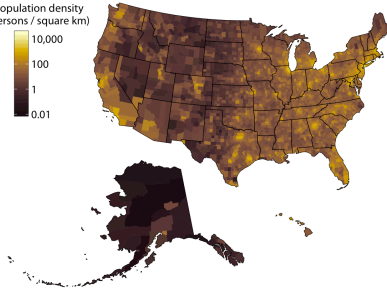 opulation density
ersons / square km)
10,000
100
1
0.01